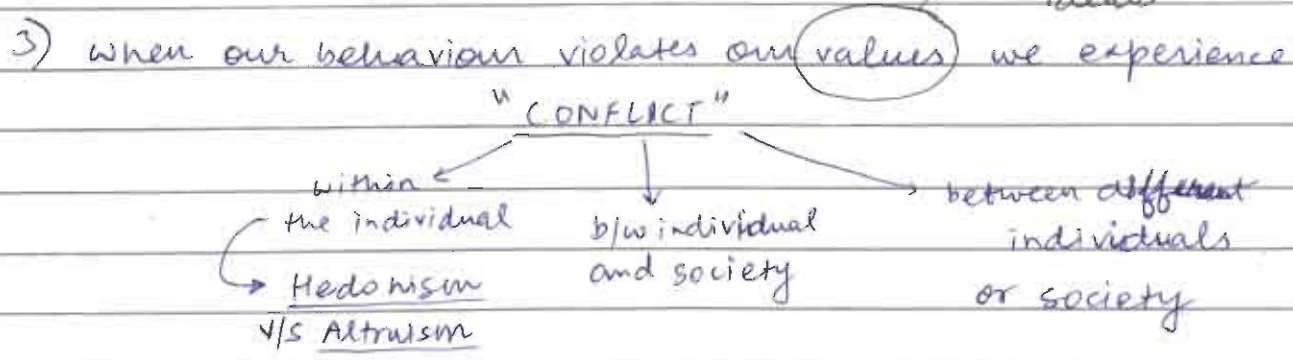 3) when our behaviour violates our values we experience
"CONFLICT"
within
the individual
Hedonism
v/s Altruism
b/w individual
and society
between different
individuals
or society